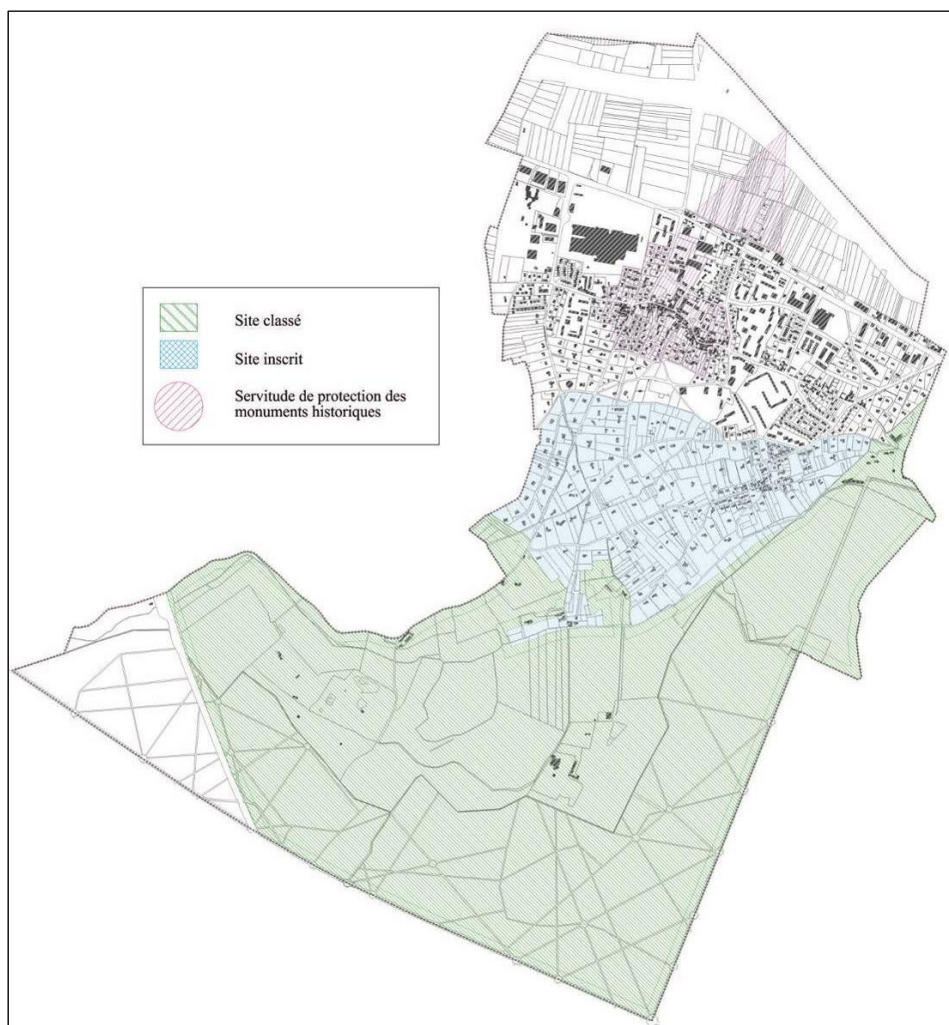 Site classé
Site inscrit
Servitude de protection des
monuments historiques